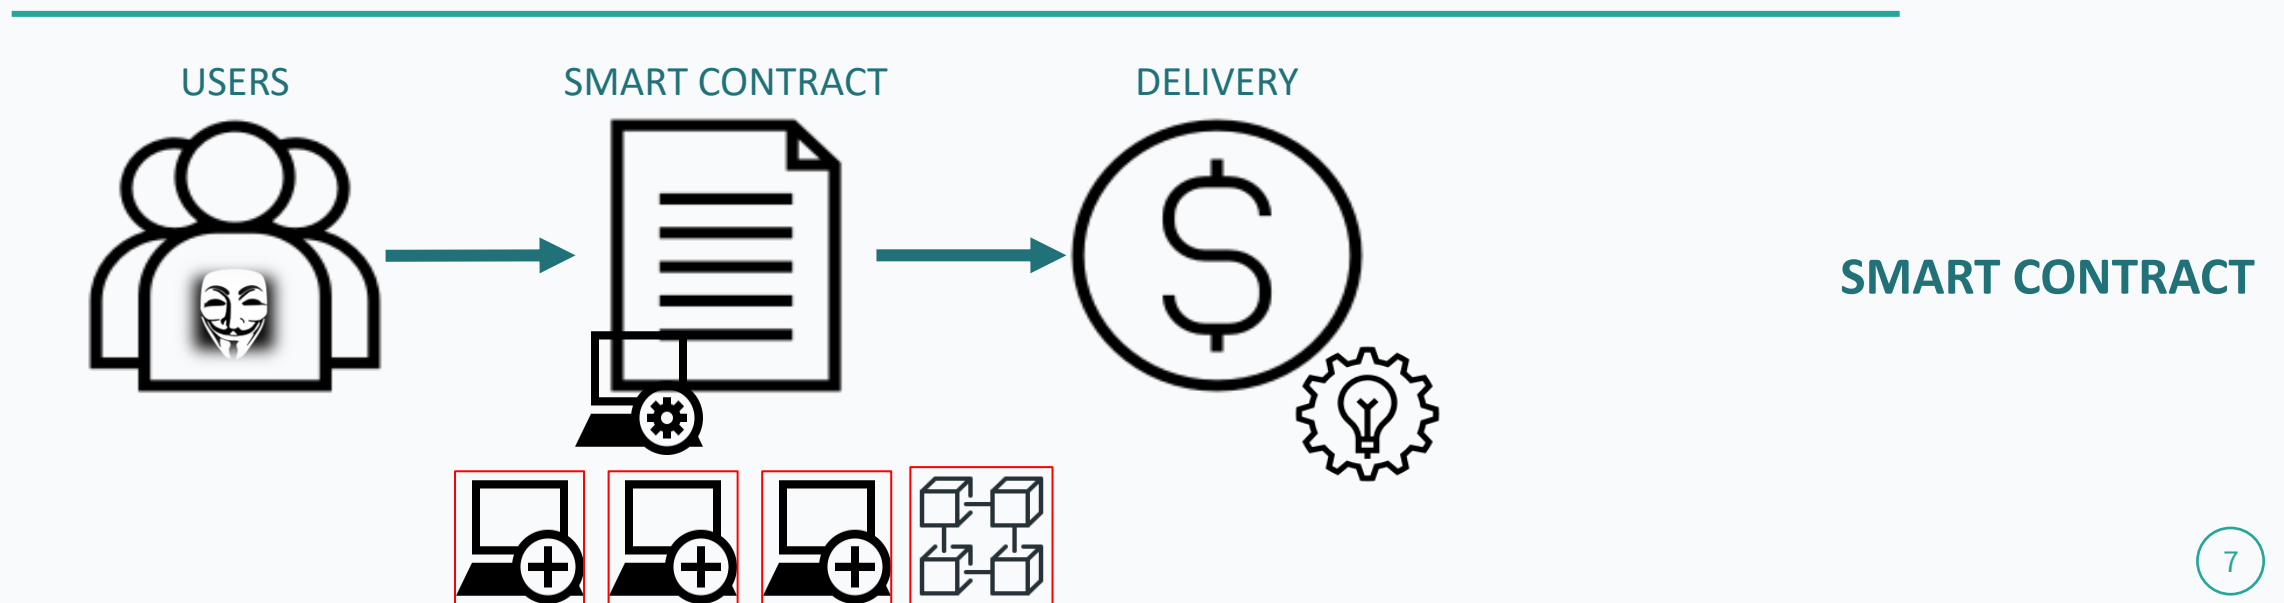 USERS
SMART CONTRACT
DELIVERY
SMART CONTRACT
7